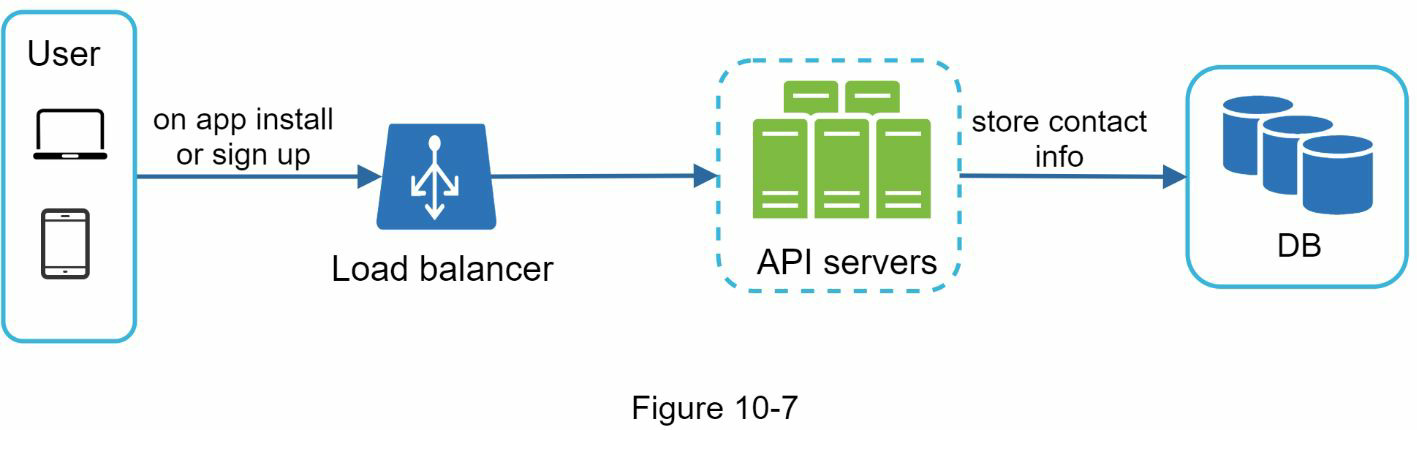 User
on app install
or sign up
Load balancer
API servers
store contact
info
DB
Figure 10-7